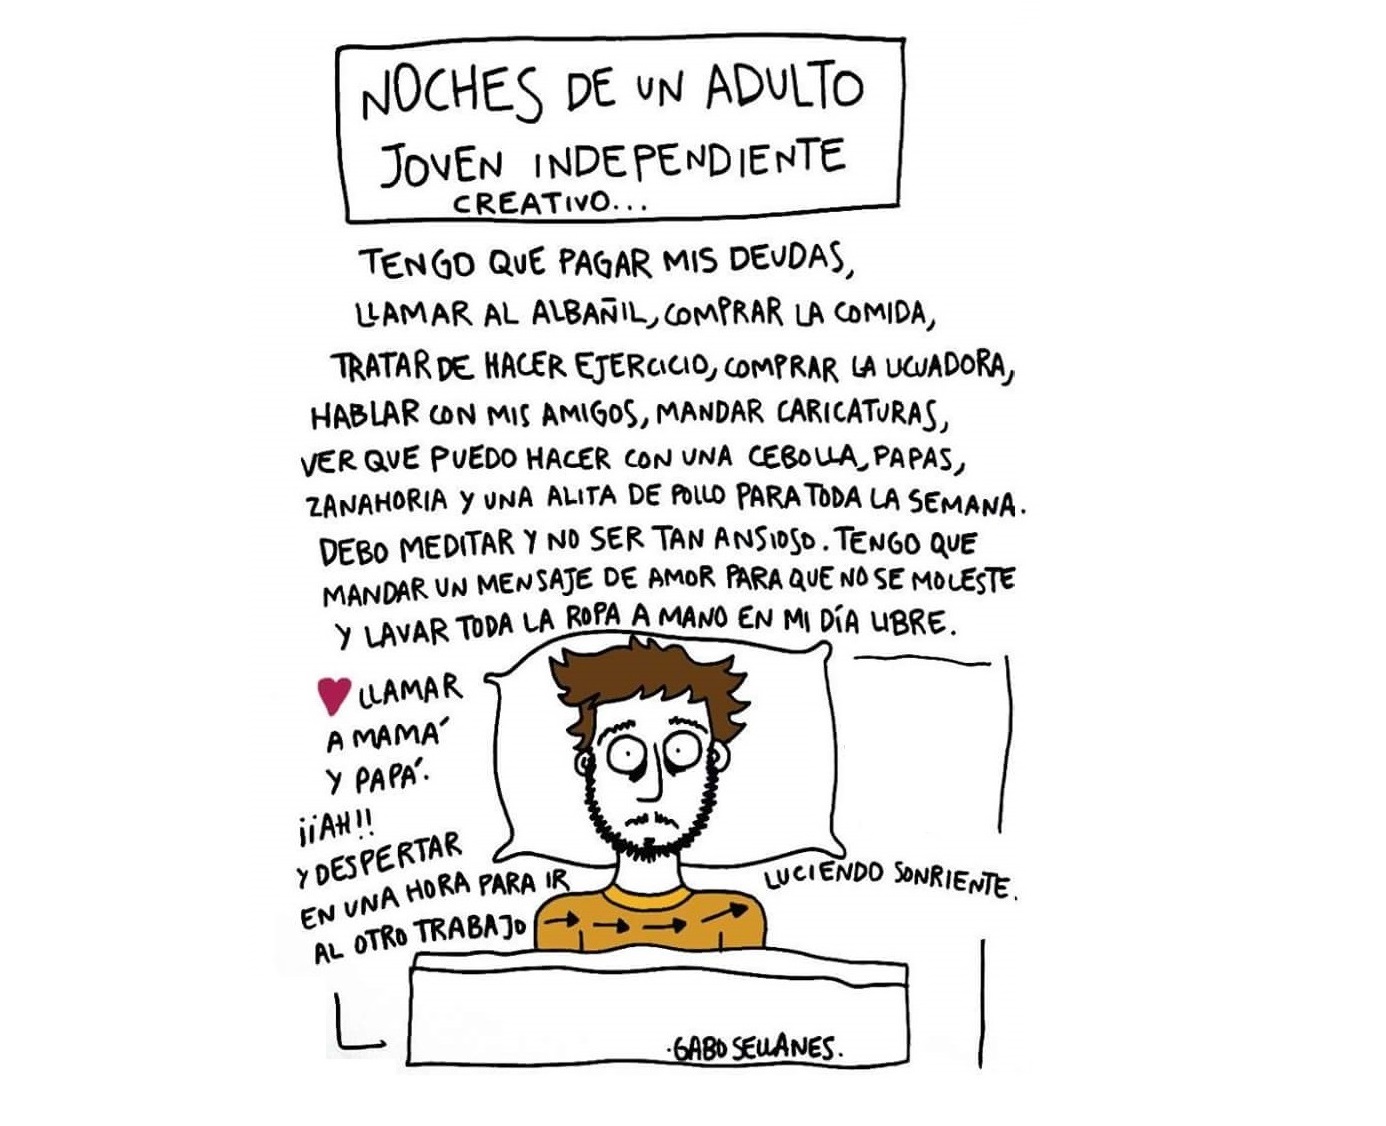 NOCHES DE UN ADULTO
JOVEN INDEPENDIENTE
CREATIVO...
TENGO QUE PAGAR MIS DEUDAS,
LLAMAR AL ALBAÑIL, COMPRAR LA COMIDA,
TRATAR DE HACER EJERCICIO, COMPRAR LA LICUADORA,
HABLAR CON MIS AMIGOS, MANDAR CARICATURAS,
VER QUE PUEDO HACER CON UNA CEBOLLA, PAPAS,
ZANAHORIA Y UNA ALITA DE POLLO PARA TODA LA SEMANA.
DEBO MEDITAR Y NO SER TAN ANSIOSO. TENGO QUE
MANDAR UN MENSAJE DE AMOR PARA QUE NO SE MOLESTE
Y LAVAR TODA LA ROPA A MANO EN MI DÍA LIBRE.
LLAMAR
A MAMÁ
Y PAPÁ.
¡¡AH!!
Y DESPERTAR
EN UNA HORA PARA IR
AL OTRO TRABAJO
LUCIENDO SONRIENTE.
.GABO SELLANES.